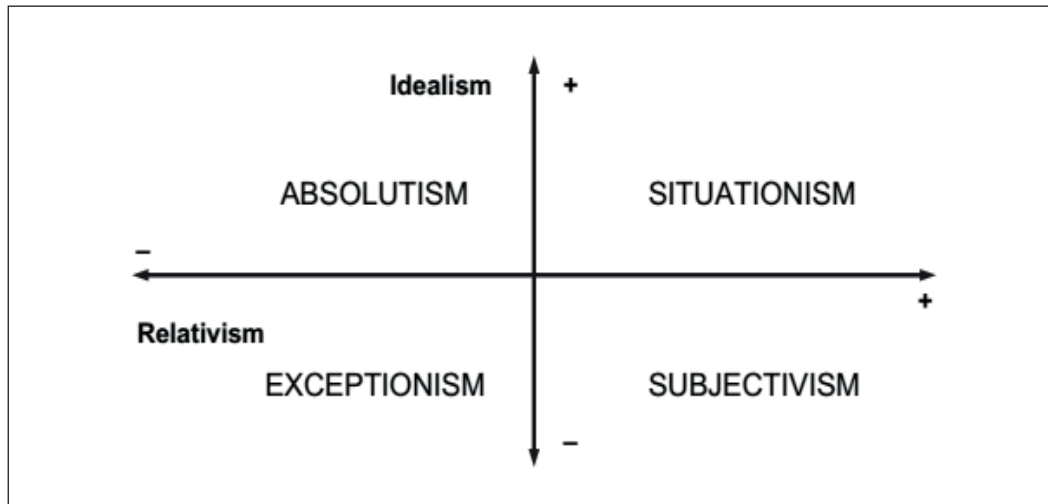 Idealism +
ABSOLUTISM SITUATIONISM
–
+
Relativism
EXCEPTIONISM SUBJECTIVISM
–